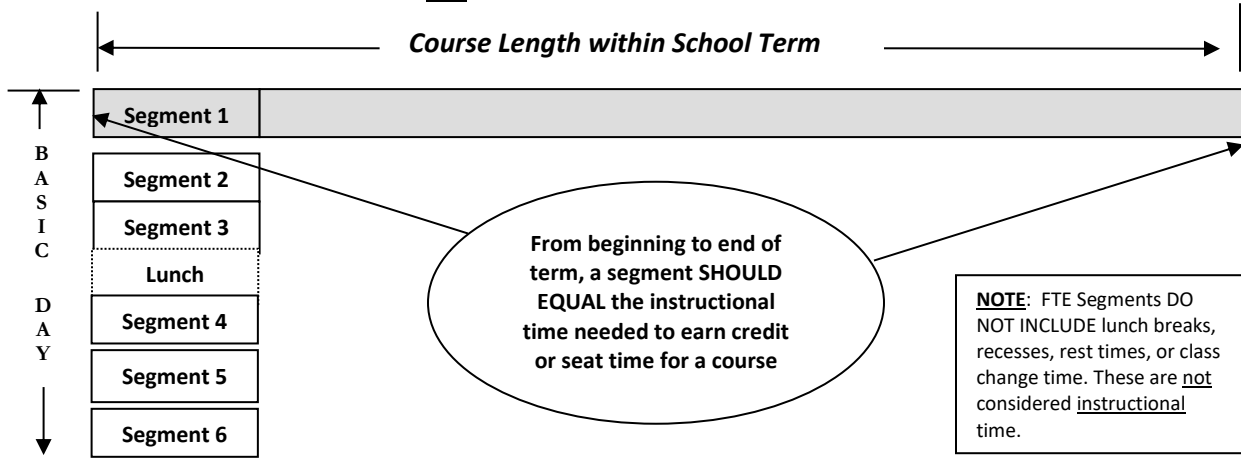 Course Length within School Term
Segment 1
B
A
S
I
C
D
A
Y
Segment 2
Segment 3
Lunch
Segment 4
Segment 5
Segment 6
From beginning to end of
term, a segment SHOULD
EQUAL the instructional
time needed to earn credit
or seat time for a course
NOTE: FTE Segments DO
NOT INCLUDE lunch breaks,
recesses, rest times, or class
change time. These are not
considered instructional
time.